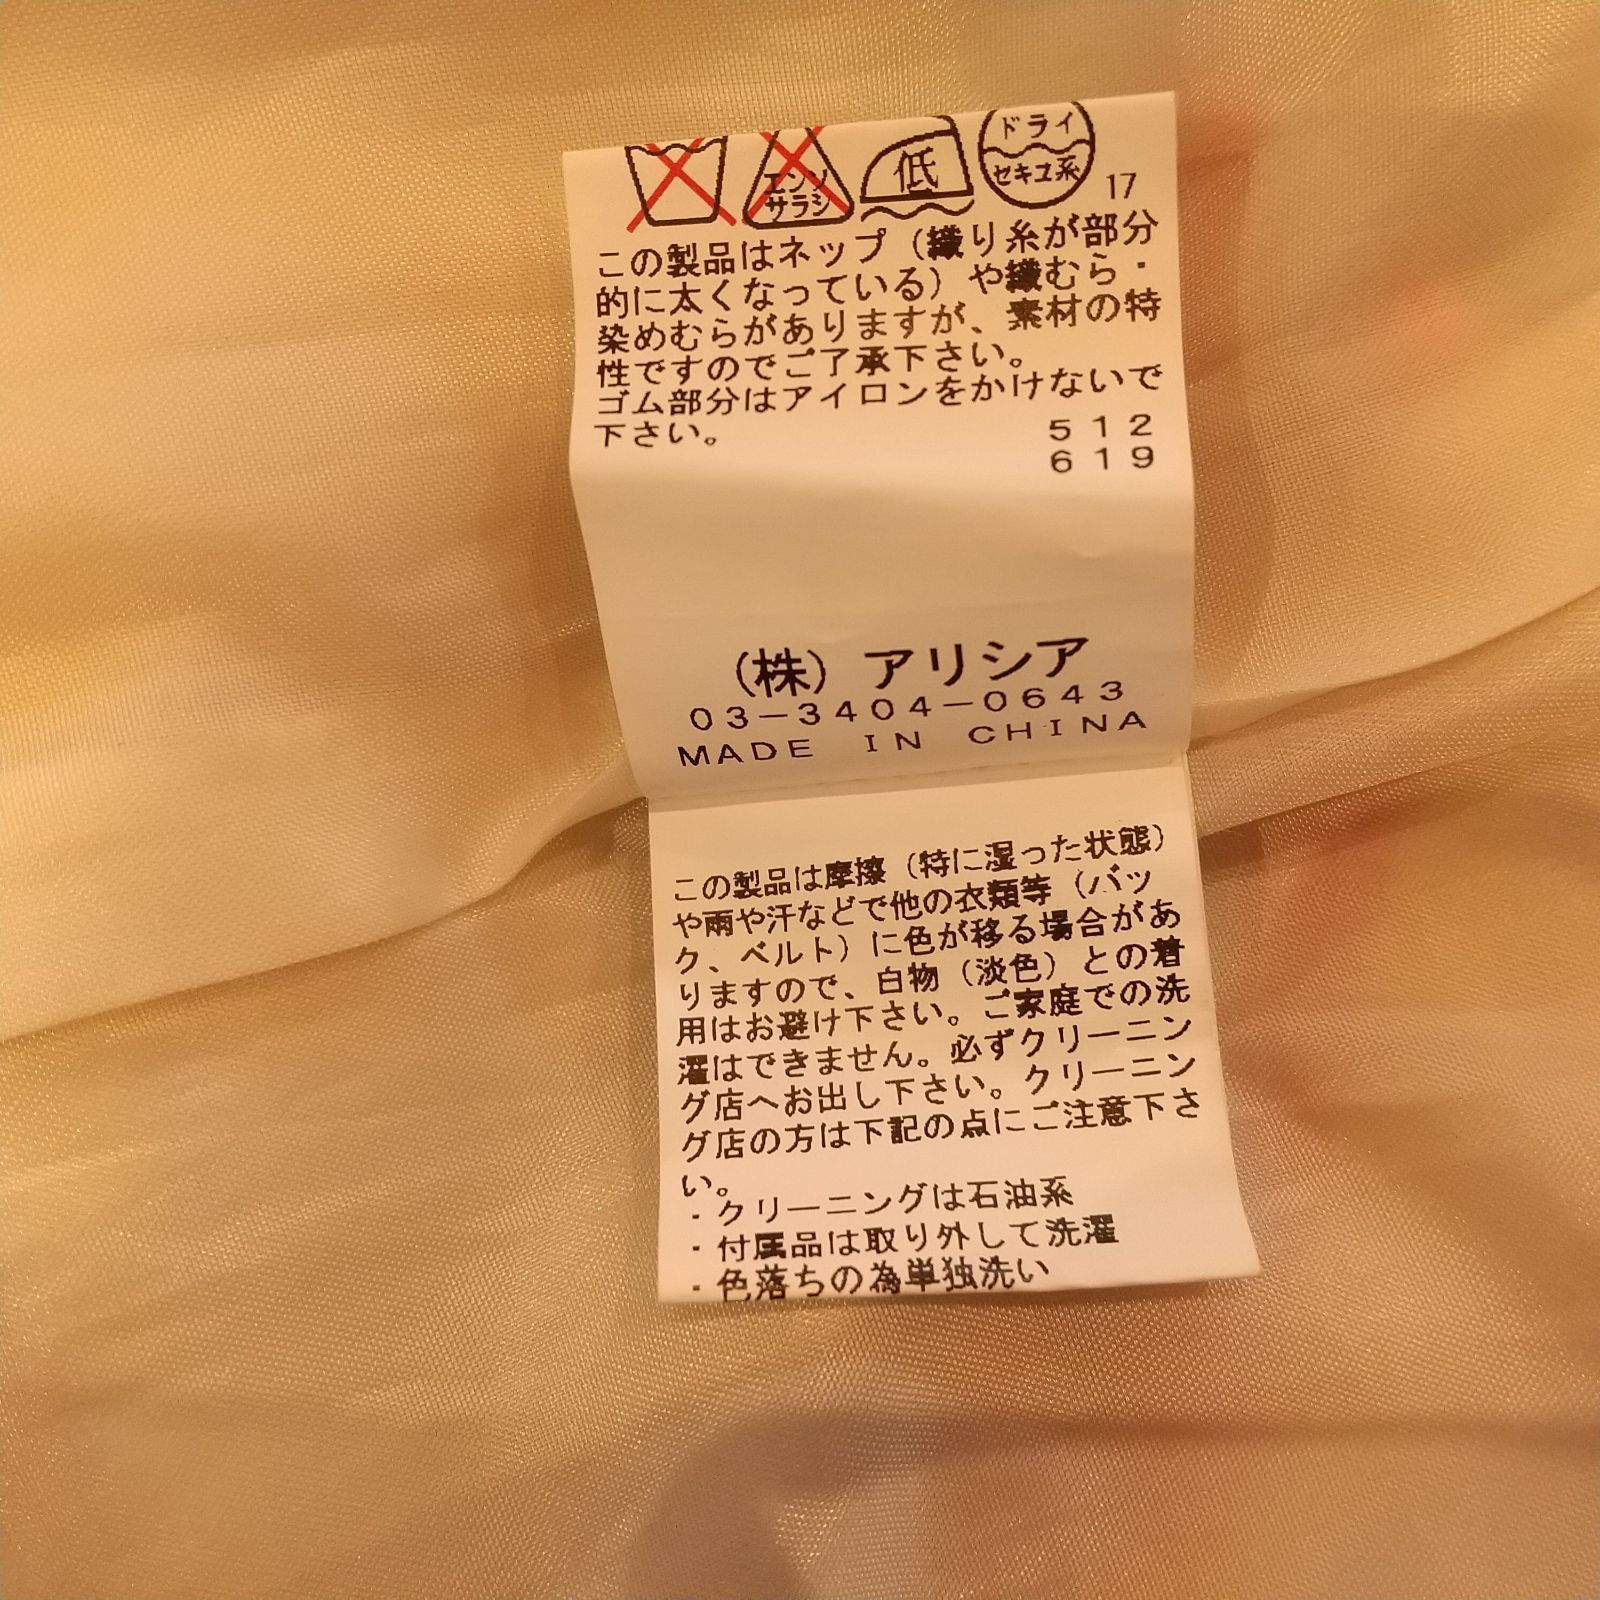 エンソ
サラシ
低
ドライ
セキユ系
17
この製品はネップ（織り糸が部分
的に太くなっている）や織むら・
染めむらがありますが、素材の特
性ですのでご了承下さい。
ゴム部分はアイロンをかけないで
下さい。
512
619
（株）アリシア
03－3404－0643
MADE IN CHINA
この製品は摩擦（特に湿った状態）
や雨や汗などで他の衣類等（バッ
ク、ベルト）に色が移る場合があ
りますので、白物（淡色）との着
用はお避け下さい。ご家庭での洗
濯はできません。必ずクリーニン
グ店へお出し下さい。クリーニン
グ店の方は下記の点にご注意下さ
い。
・クリーニングは石油系
・付属品は取り外して洗濯
・色落ちの為単独洗い